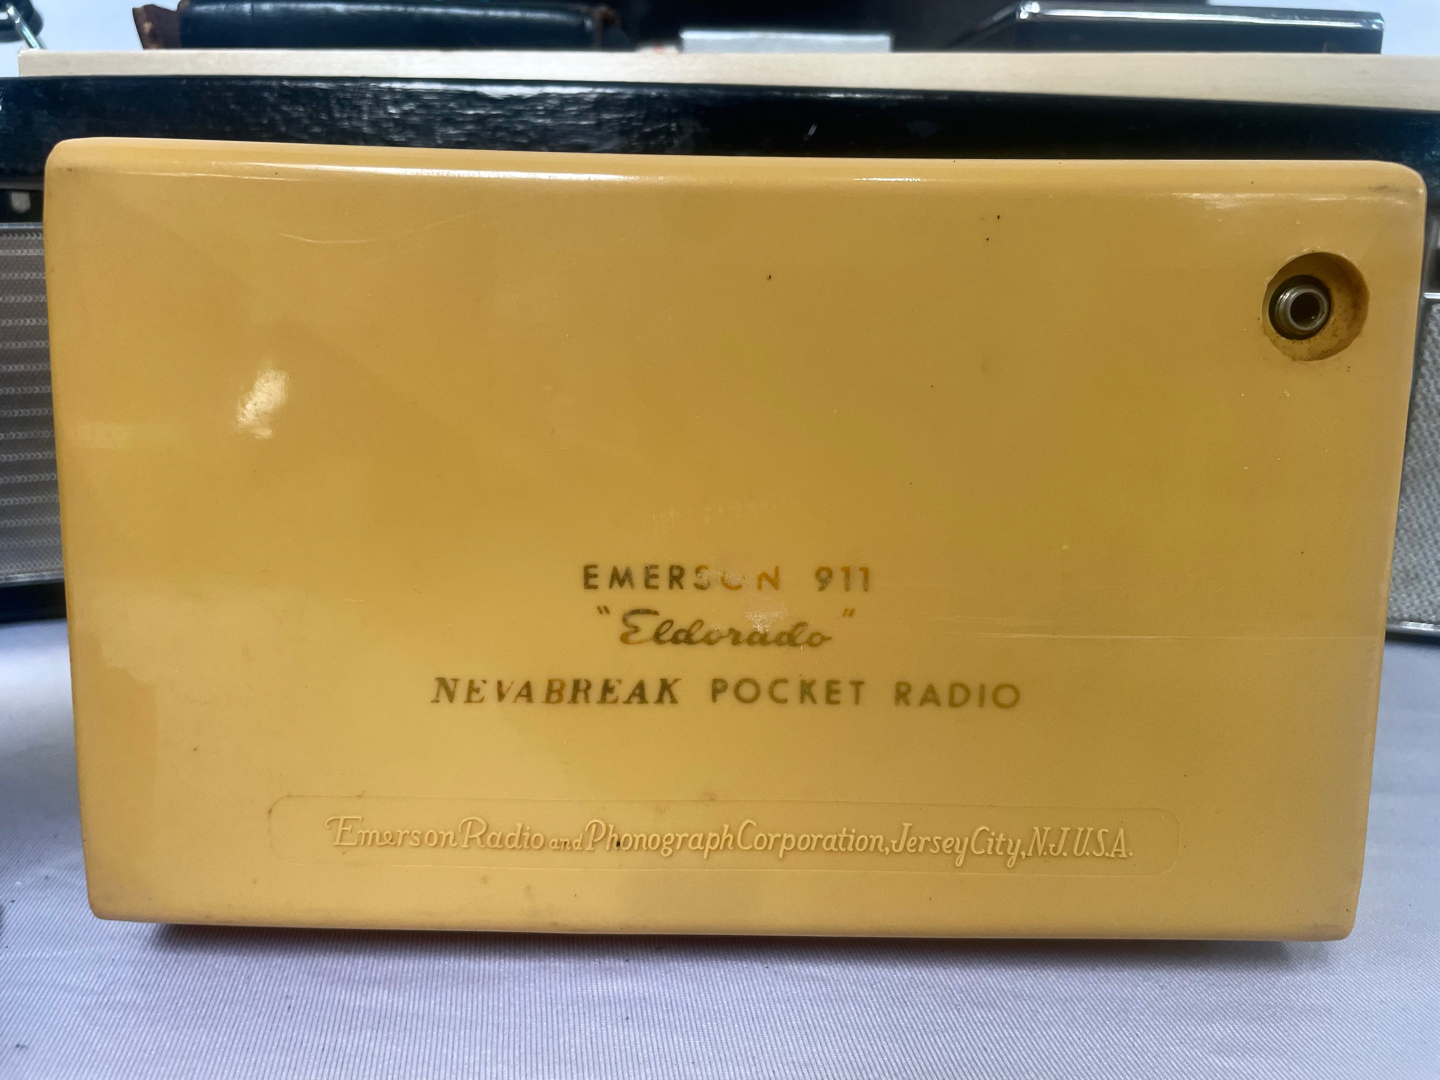 EMERSON 911
"Eldorado"
NEVABREAK POCKET RADIO
Emerson Radio and Phonograph Corporation, Jersey City, N.J. U.S.A.